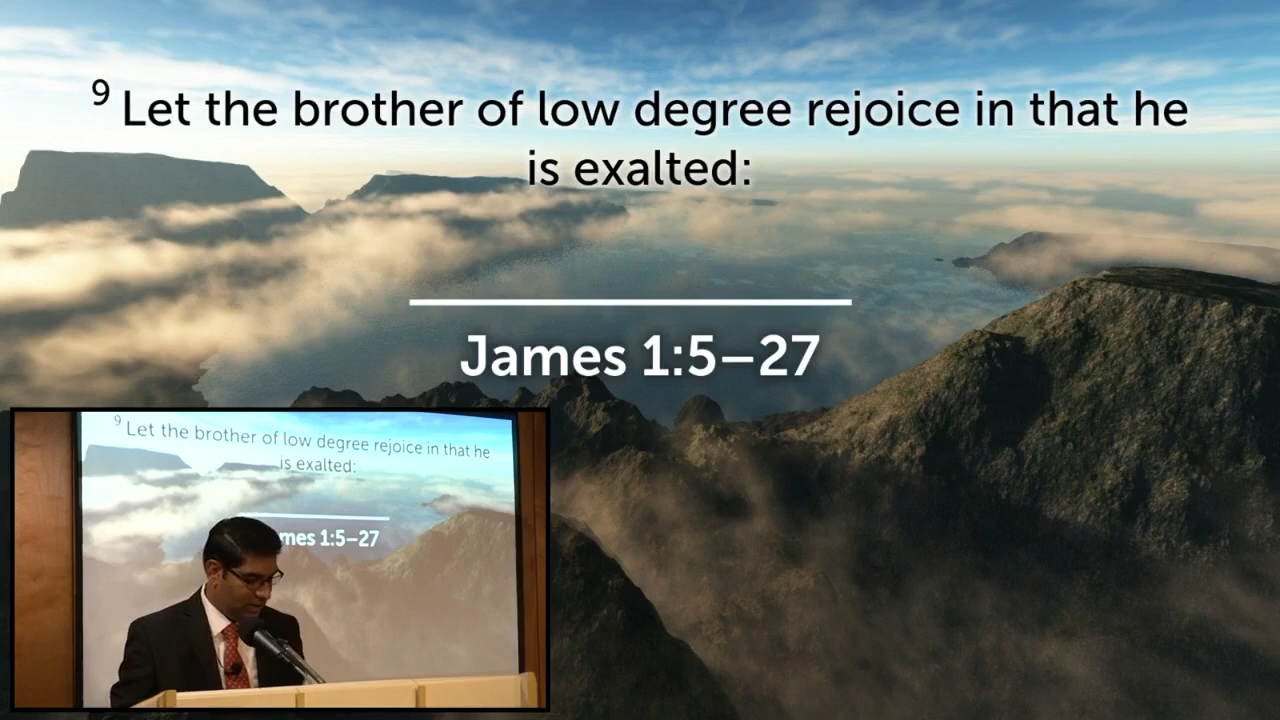 9 Let the brother of low degree rejoice in that he
is exalted:
James 1:5–27
9 Let the brother of low degree rejoice in that he
is exalted:
mes 1:5–27